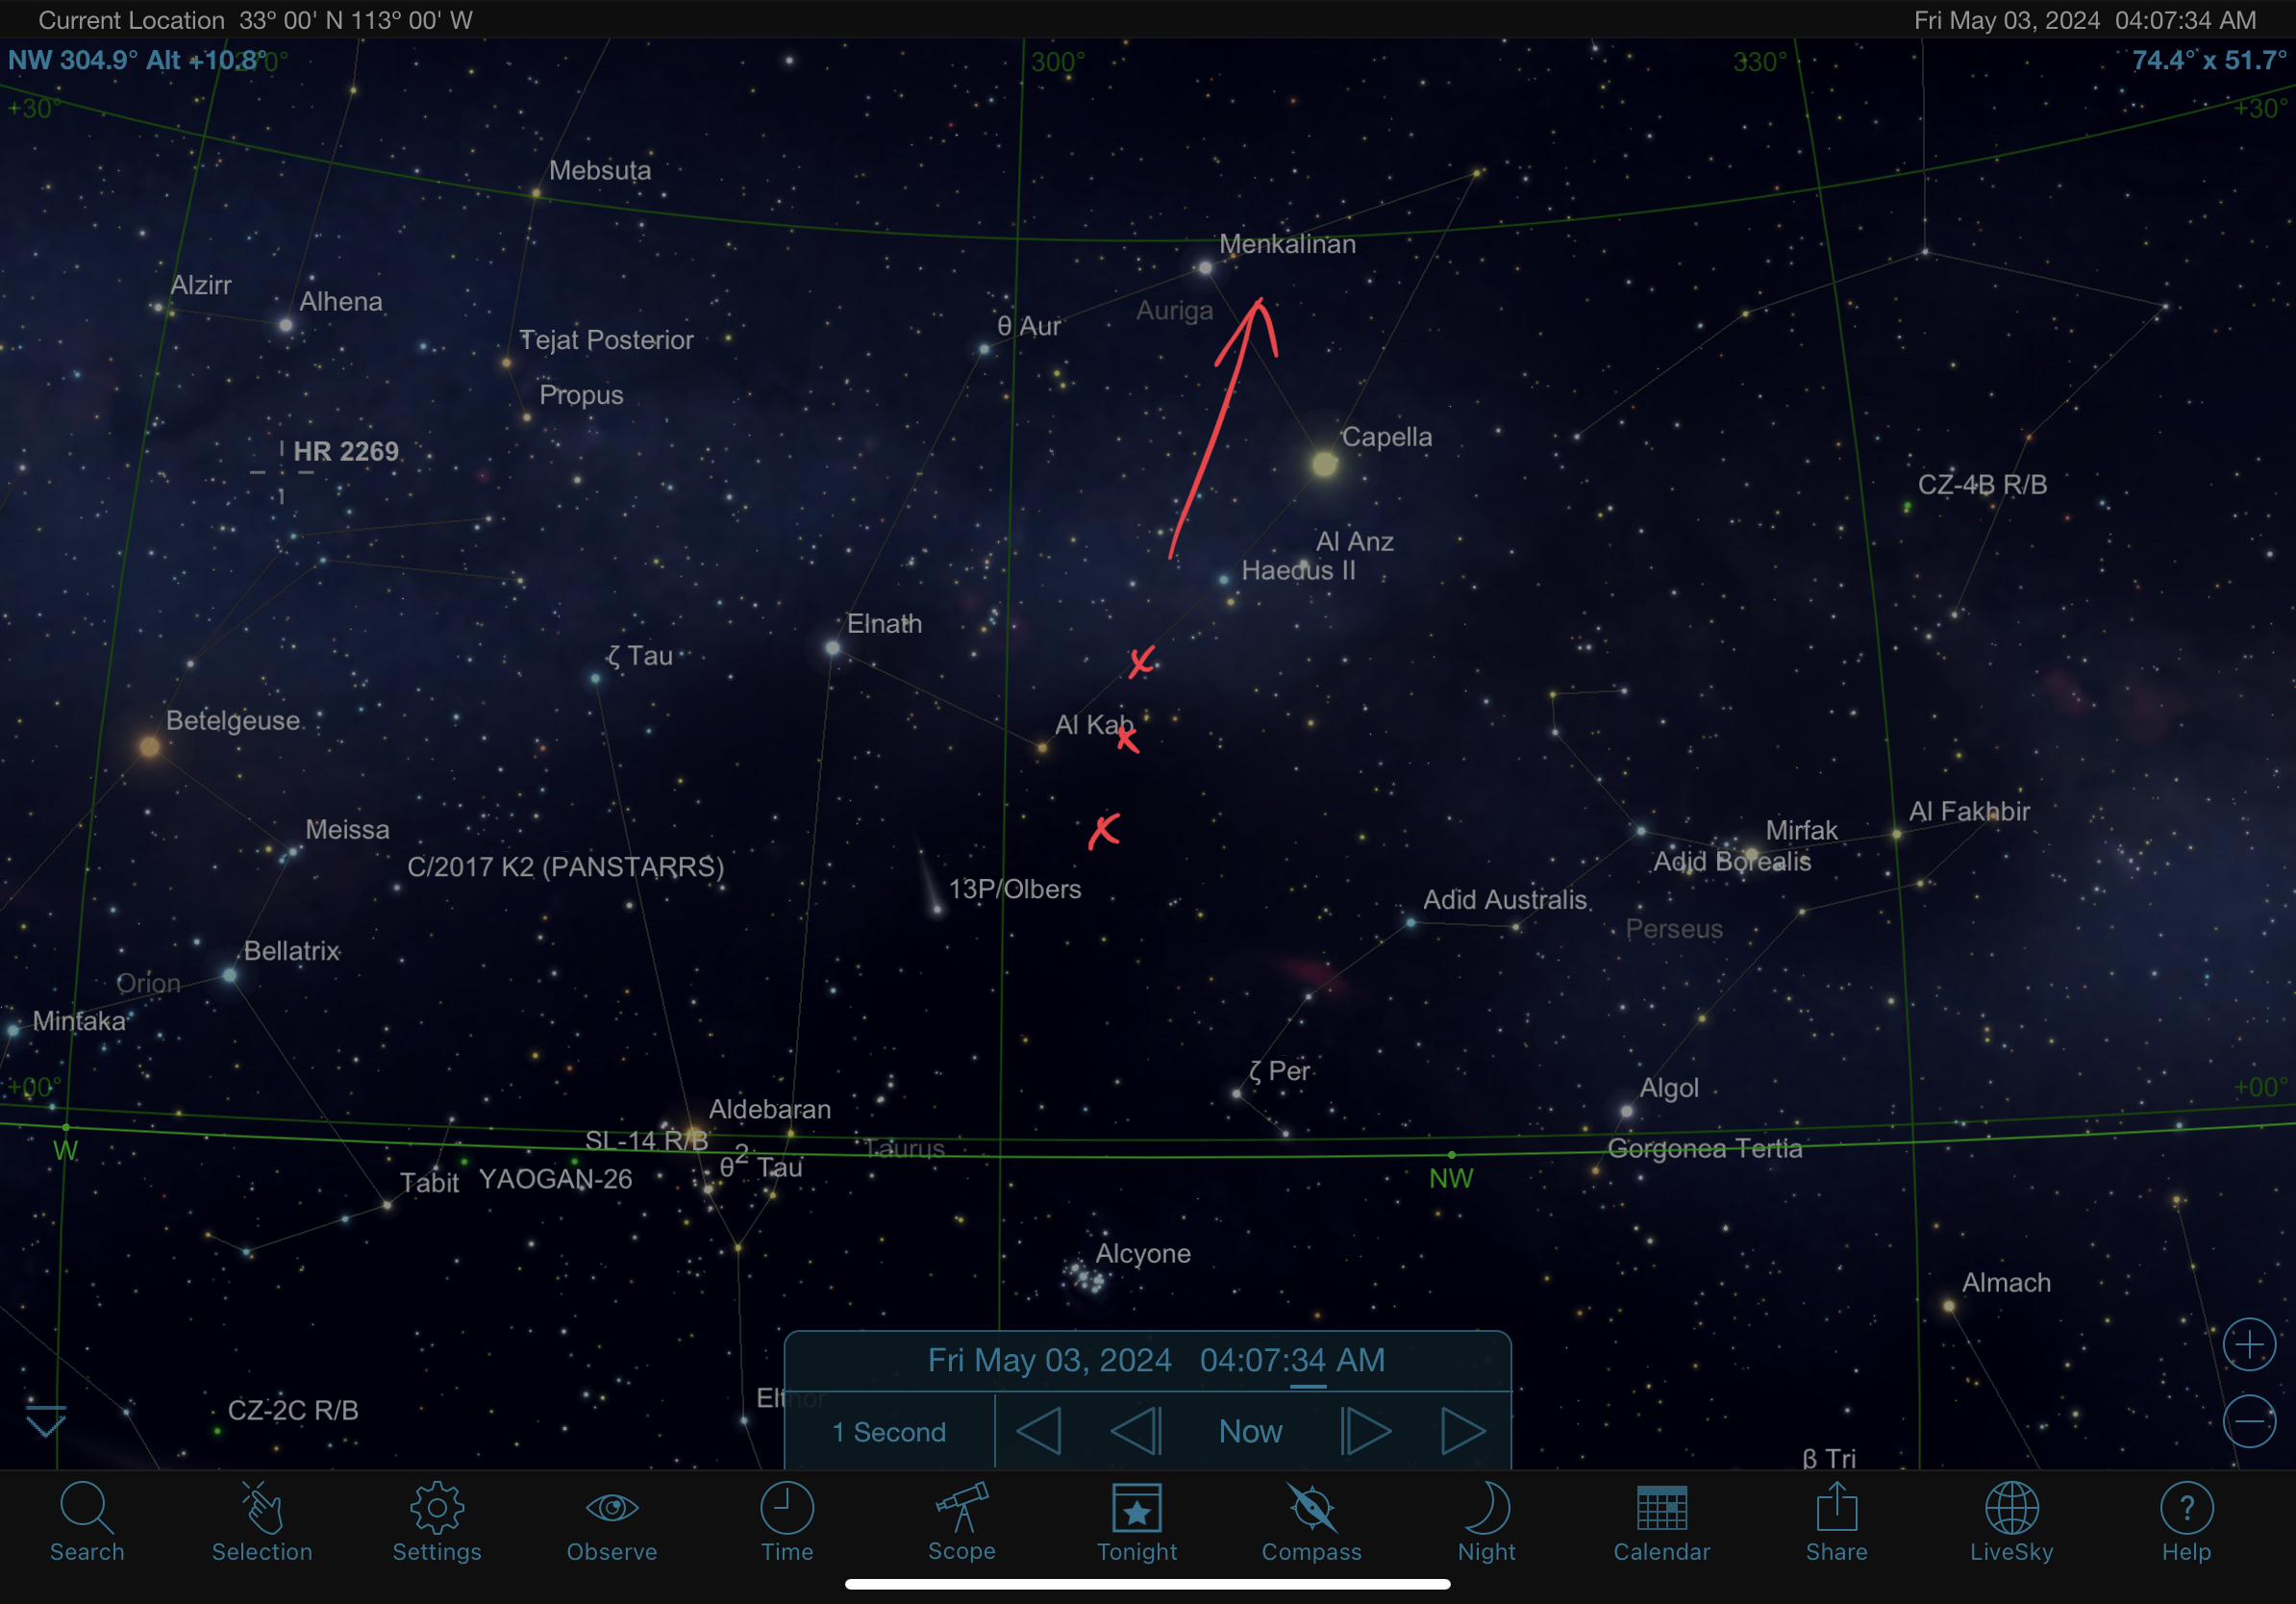 Current Location 33° 00' N 113° 00' W
Fri May 03, 2024 04:07:34 AM
NW 304.9° Alt +10.8°
300°
330°
74.4° x 51.7°
+30°
+30°
Mebsuta
Menkalinan
Alzirr
Alhena
Auriga
θ Aur
Tejat Posterior
Propus
Capella
HR 2269
CZ-4B R/B
Al Anz
Haedus II
Elnath
ζ Tau
Betelgeuse
Al Kab
Meissa
Mirfak
Al Fakhbir
Adid Borealis
C/2017 K2 (PANSTARRS)
13P/Olbers
Adid Australis
Perseus
Bellatrix
Orion
Mintaka
ζ Per
+00°
Algol
+00°
Aldebaran
W
SL-14 R/B
Taurus
Gorgonea Tertia
θ2 Tau
Tabit
YAOGAN-26
NW
Alcyone
Almach
Fri May 03, 2024 04:07:34 AM
CZ-2C R/B
1 Second
Now
β Tri
Search
Selection
Settings
Observe
Time
Scope
Tonight
Compass
Night
Calendar
Share
LiveSky
?
Help